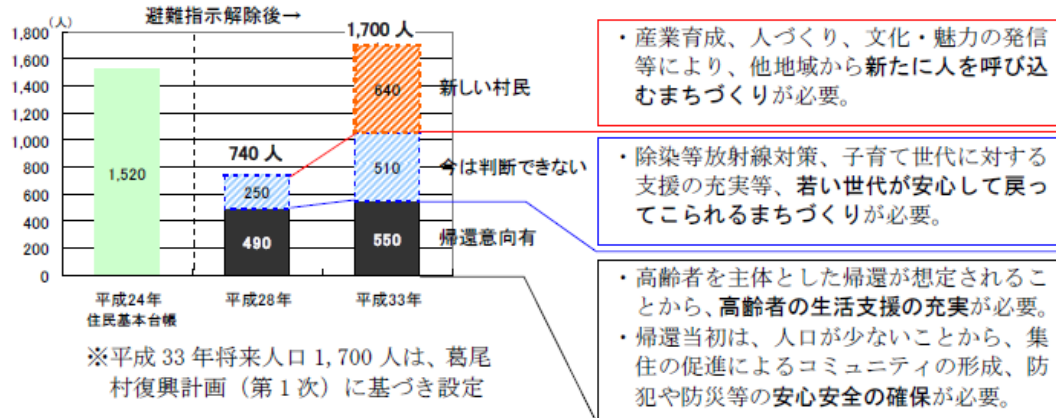 (人)
避難指示解除後→
1,800
1,600
1,400
1,200
1,000
800
600
400
200
0
1,520
740 人
250
490
1,700 人
640
510
550
新しい村民
今は判断できない
帰還意向有
平成24年
住民基本台帳
平成28年
平成33年
※平成 33 年将来人口 1,700 人は、葛尾
村復興計画（第１次）に基づき設定
・産業育成、人づくり、文化・魅力の発信
等により、他地域から新たに人を呼び込
むまちづくりが必要。
・除染等放射線対策、子育て世代に対する
支援の充実等、若い世代が安心して戻っ
てこられるまちづくりが必要。
・高齢者を主体とした帰還が想定されるこ
とから、高齢者の生活支援の充実が必要。
・帰還当初は、人口が少ないことから、集
住の促進によるコミュニティの形成、防
犯や防災等の安心安全の確保が必要。